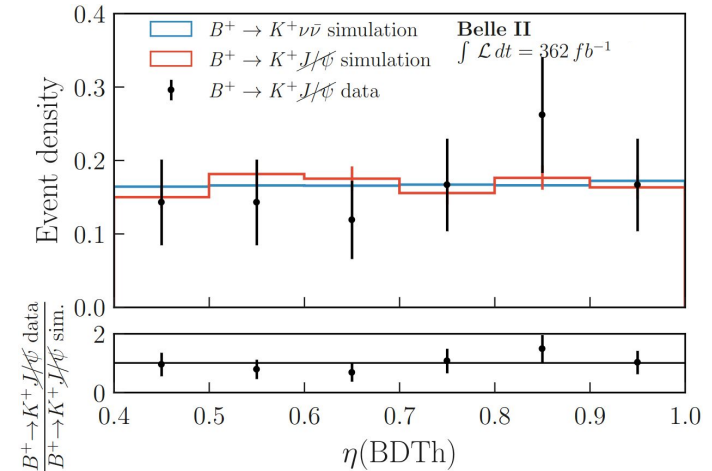 B⁺ → K⁺νν̄ simulation
B⁺ → K⁺J̸/̸ψ̸ simulation
B⁺ → K⁺J̸/̸ψ̸ data
Belle II
∫ ℒ dt = 362 fb⁻¹
Event density
0.4
0.3
0.2
0.1
0.0
B⁺→K⁺J̸/̸ψ̸ data
B⁺→K⁺J̸/̸ψ̸ sim.
2
0
0.4 0.5 0.6 0.7 0.8 0.9 1.0
η(BDTh)